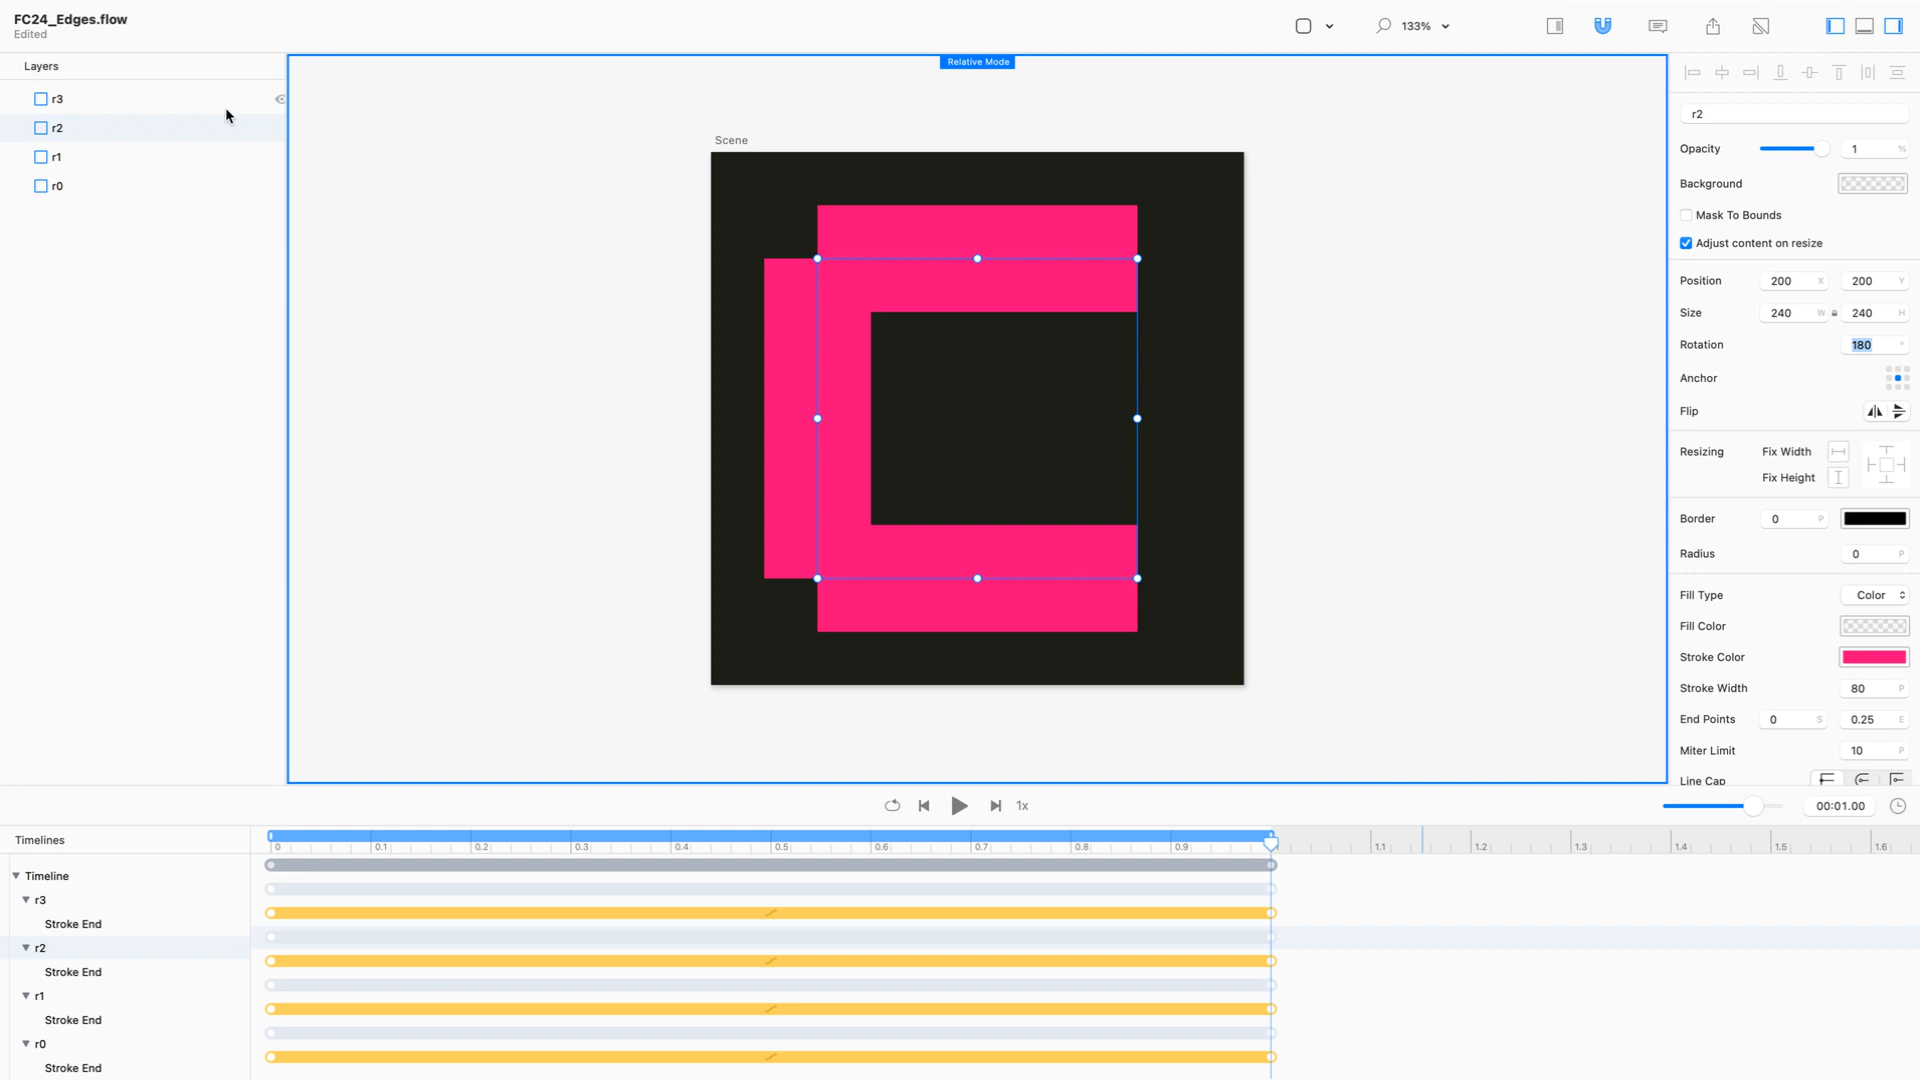 FC24_Edges.flow
Edited
133%
Layers
r3
r2
r1
r0
Relative Mode
Scene
r2
Opacity 1 %
Background
Mask To Bounds
Adjust content on resize
Position 200 X 200 Y
Size 240 W 240 H
Rotation 180 °
Anchor
Flip
Resizing Fix Width
Fix Height
Border 0 P
Radius 0 P
Fill Type Color
Fill Color
Stroke Color
Stroke Width 80 P
End Points 0 S 0.25 E
Miter Limit 10 P
Line Cap
1x
00:01.00
Timelines
0 0.1 0.2 0.3 0.4 0.5 0.6 0.7 0.8 0.9 1.1 1.2 1.3 1.4 1.5 1.6
Timeline
r3
Stroke End
r2
Stroke End
r1
Stroke End
r0
Stroke End